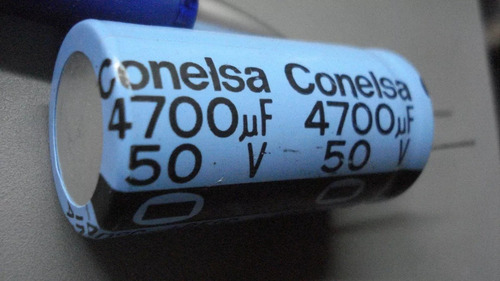 Conelsa Conelsa
4700µF 4700µF
50 V 50 V